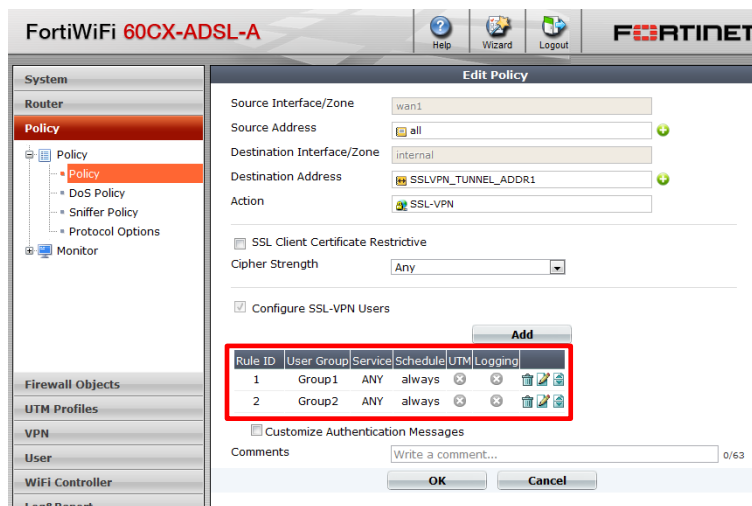 FortiWiFi 60CX-ADSL-A
Help
Wizard
Logout
FORTINET
System
Router
Policy
Policy
Policy
DoS Policy
Sniffer Policy
Protocol Options
Monitor
Firewall Objects
UTM Profiles
VPN
User
WiFi Controller
Log&Report
Edit Policy
Source Interface/Zone wan1
Source Address all
Destination Interface/Zone internal
Destination Address SSLVPN_TUNNEL_ADDR1
Action SSL-VPN
SSL Client Certificate Restrictive
Cipher Strength Any
Configure SSL-VPN Users
Add
Rule ID User Group Service Schedule UTM Logging
1 Group1 ANY always
2 Group2 ANY always
Customize Authentication Messages
Comments Write a comment... 0/63
OK Cancel